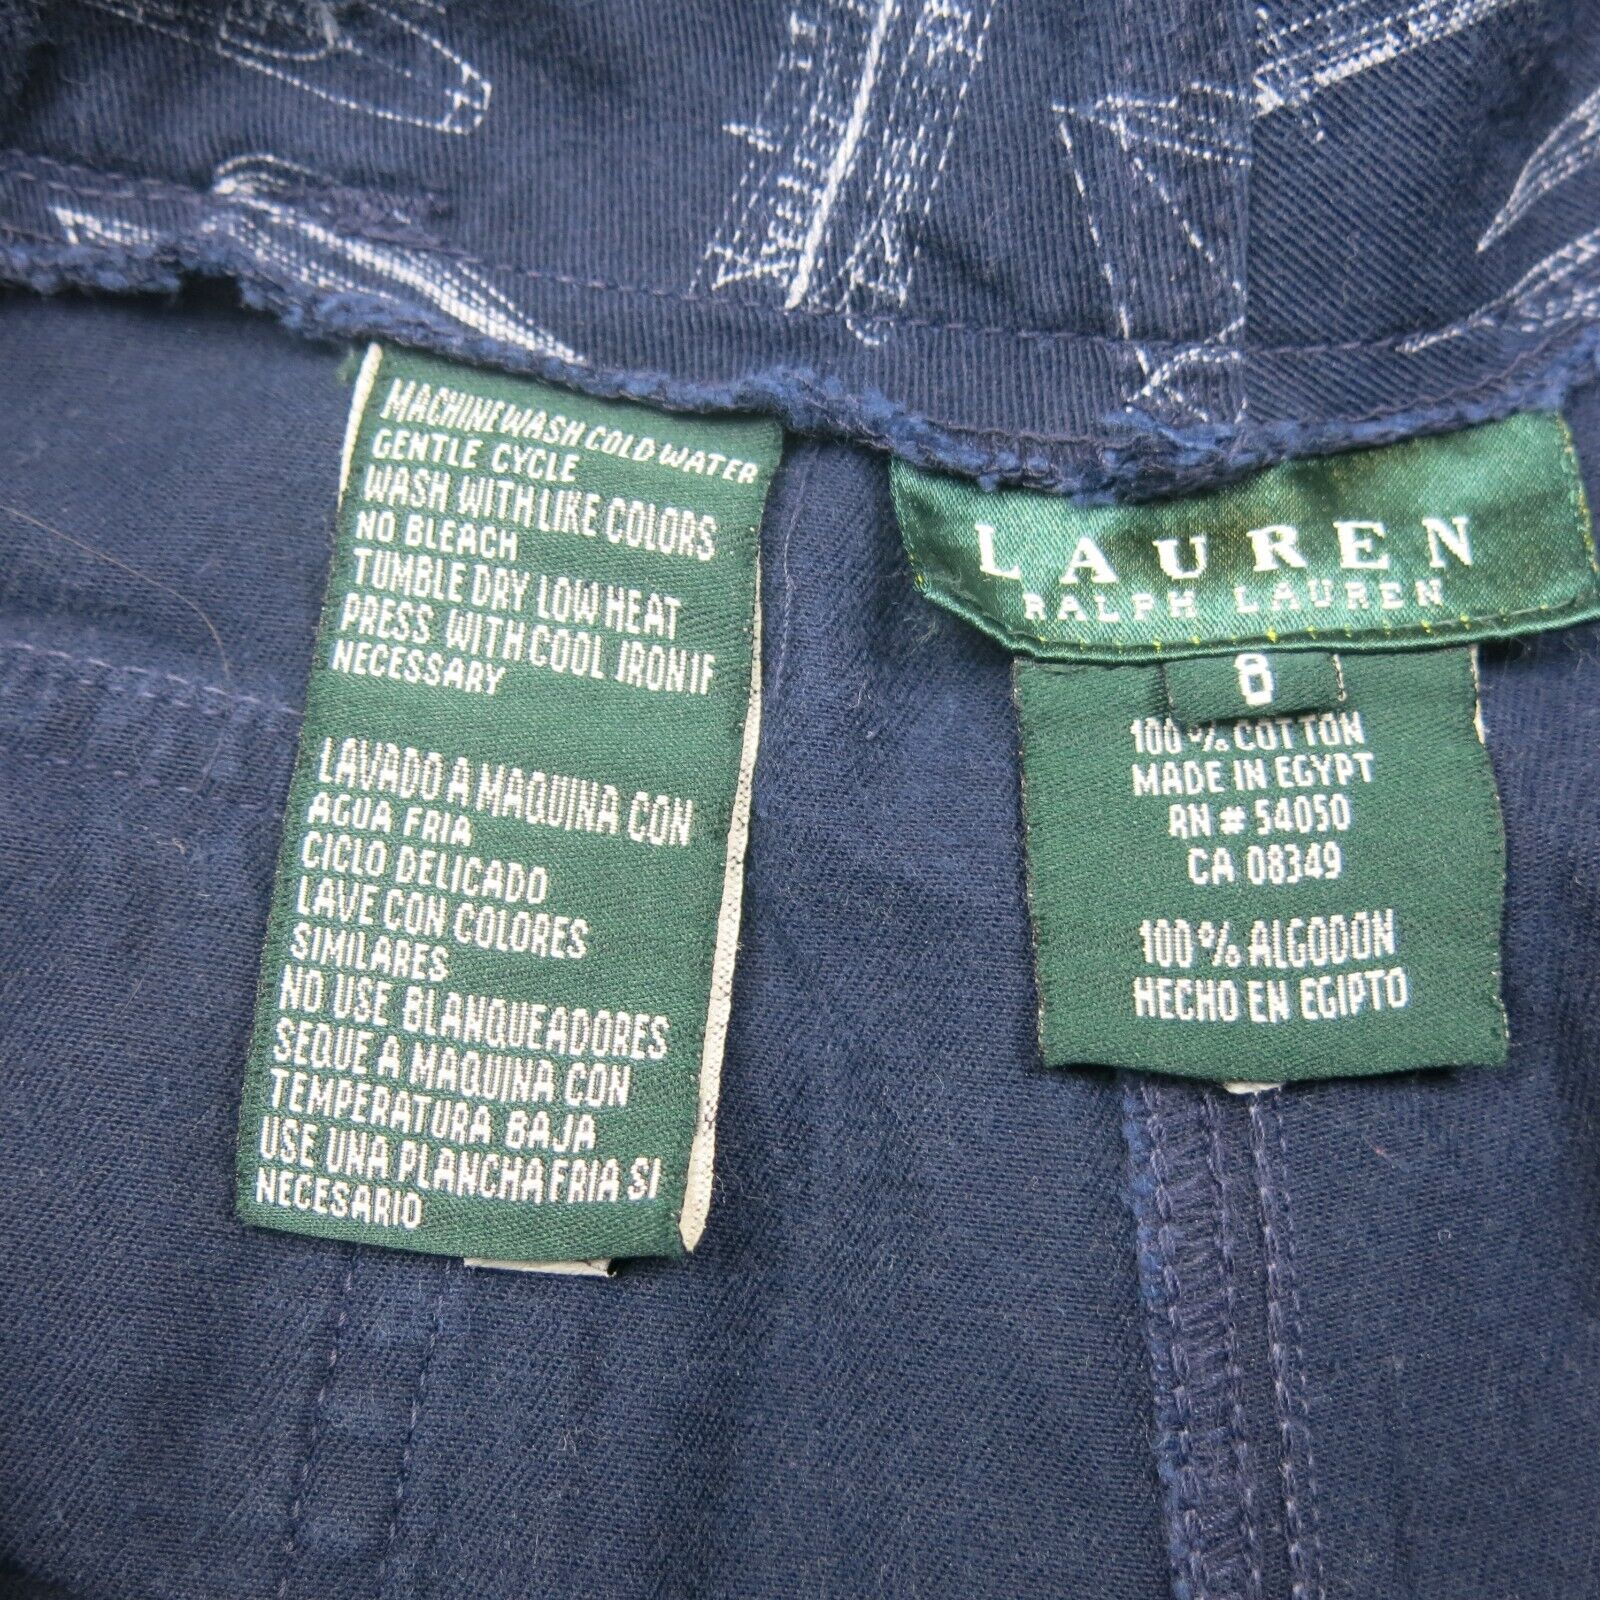 MACHINE WASH COLD WATER
GENTLE CYCLE
WASH WITH LIKE COLORS
NO BLEACH
TUMBLE DRY LOW HEAT
PRESS WITH COOL IRON IF
NECESSARY
LAVADO A MAQUINA CON
AGUA FRIA
CICLO DELICADO
LAVE CON COLORES
SIMILARES
NO USE BLANQUEADORES
SEQUE A MAQUINA CON
TEMPERATURA BAJA
USE UNA PLANCHA FRIA SI
NECESARIO
LAUREN
RALPH LAUREN
8
100% COTTON
MADE IN EGYPT
RN # 54050
CA 08349
100% ALGODON
HECHO EN EGIPTO